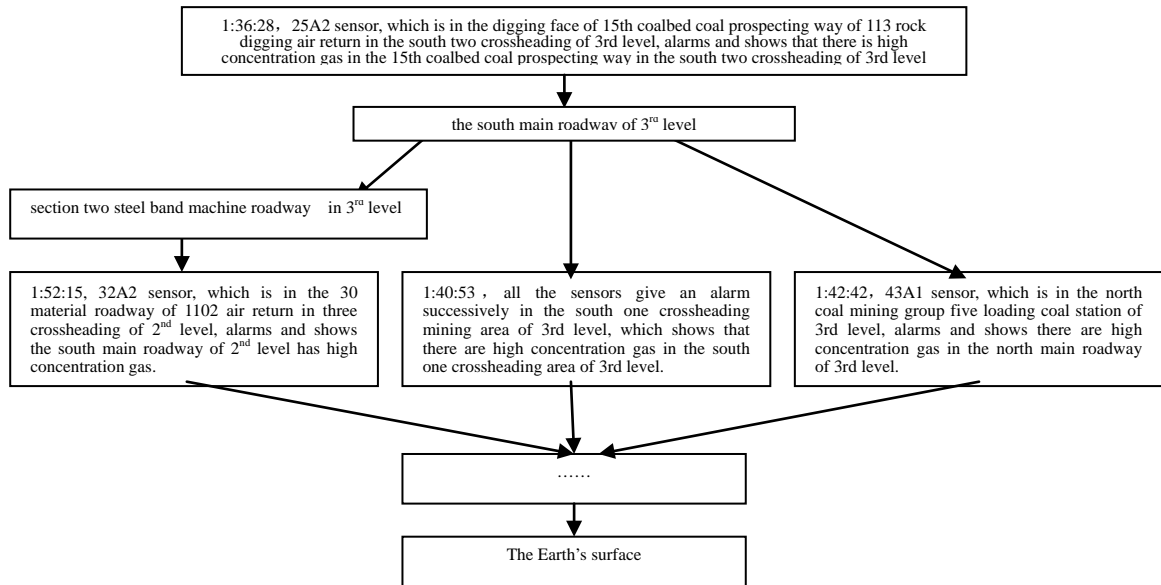 1:36:28，25A2 sensor, which is in the digging face of 15th coalbed coal prospecting way of 113 rock
digging air return in the south two crossheading of 3rd level, alarms and shows that there is high
concentration gas in the 15th coalbed coal prospecting way in the south two crossheading of 3rd level
the south main roadway of 3rd level
section two steel band machine roadway in 3rd level
1:52:15, 32A2 sensor, which is in the 30
material roadway of 1102 air return in three
crossheading of 2nd level, alarms and shows
the south main roadway of 2nd level has high
concentration gas.
1:40:53，all the sensors give an alarm
successively in the south one crossheading
mining area of 3rd level, which shows that
there are high concentration gas in the south
one crossheading area of 3rd level.
1:42:42，43A1 sensor, which is in the north
coal mining group five loading coal station of
3rd level, alarms and shows there are high
concentration gas in the north main roadway
of 3rd level.
……
The Earth’s surface